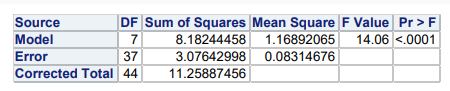 Source DF Sum of Squares Mean Square F Value Pr > F
Model 7 8.18244458 1.16892065 14.06 <.0001
Error 37 3.07642998 0.08314676
Corrected Total 44 11.25887456